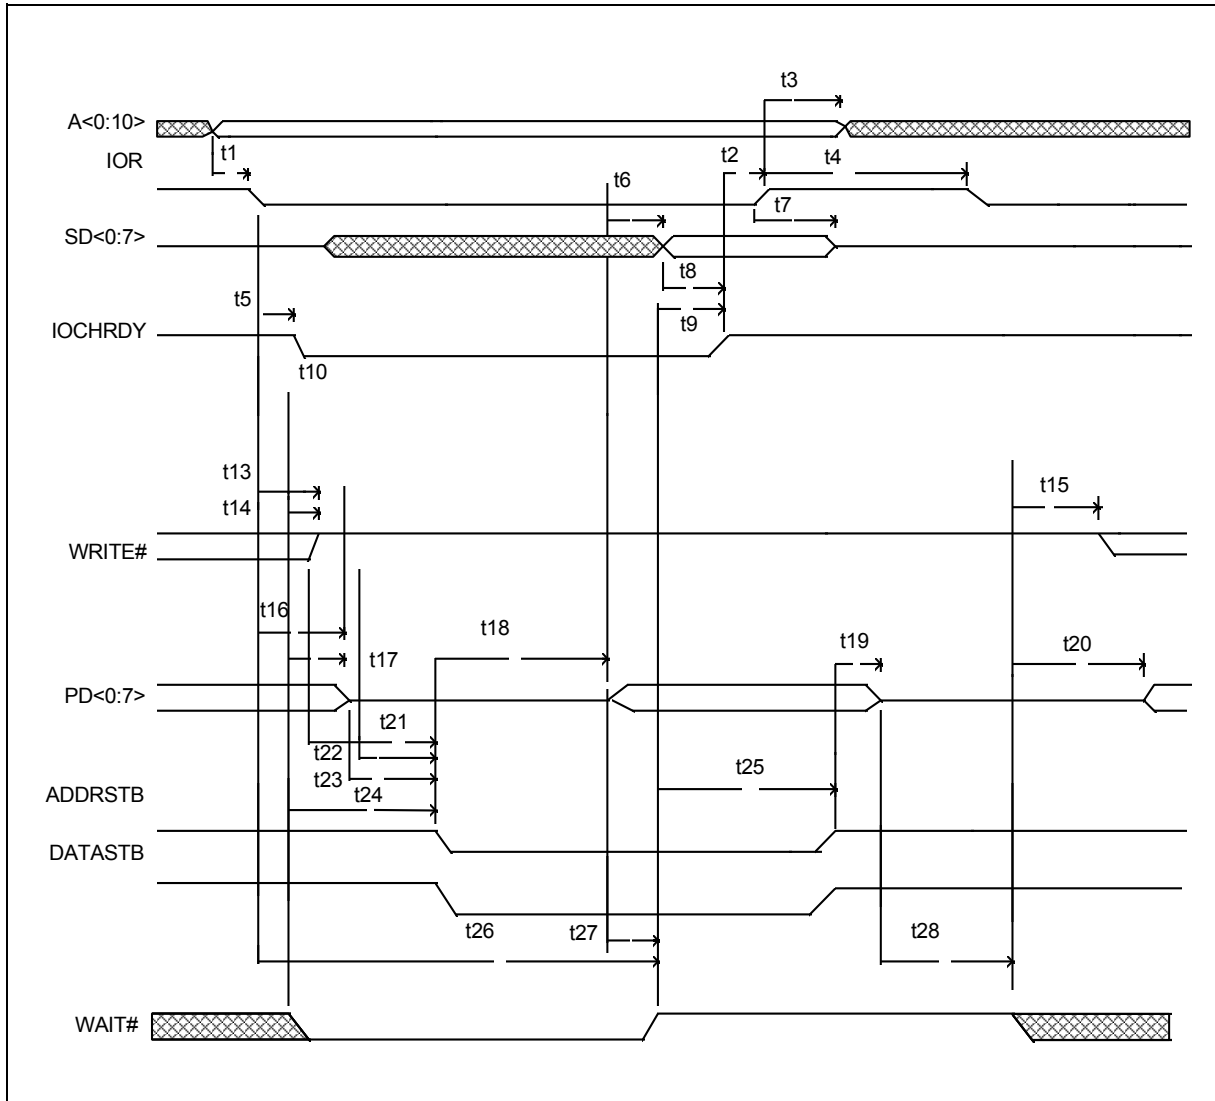 t3
A<0:10>
t1
t2
t4
IOR
t6
t7
SD<0:7>
t8
t5
t9
IOCHRDY
t10
t13
t15
t14
WRITE#
t16
t18
t19
t20
t17
PD<0:7>
t21
t22
t23
t25
ADDRSTB
t24
DATASTB
t26
t27
t28
WAIT#